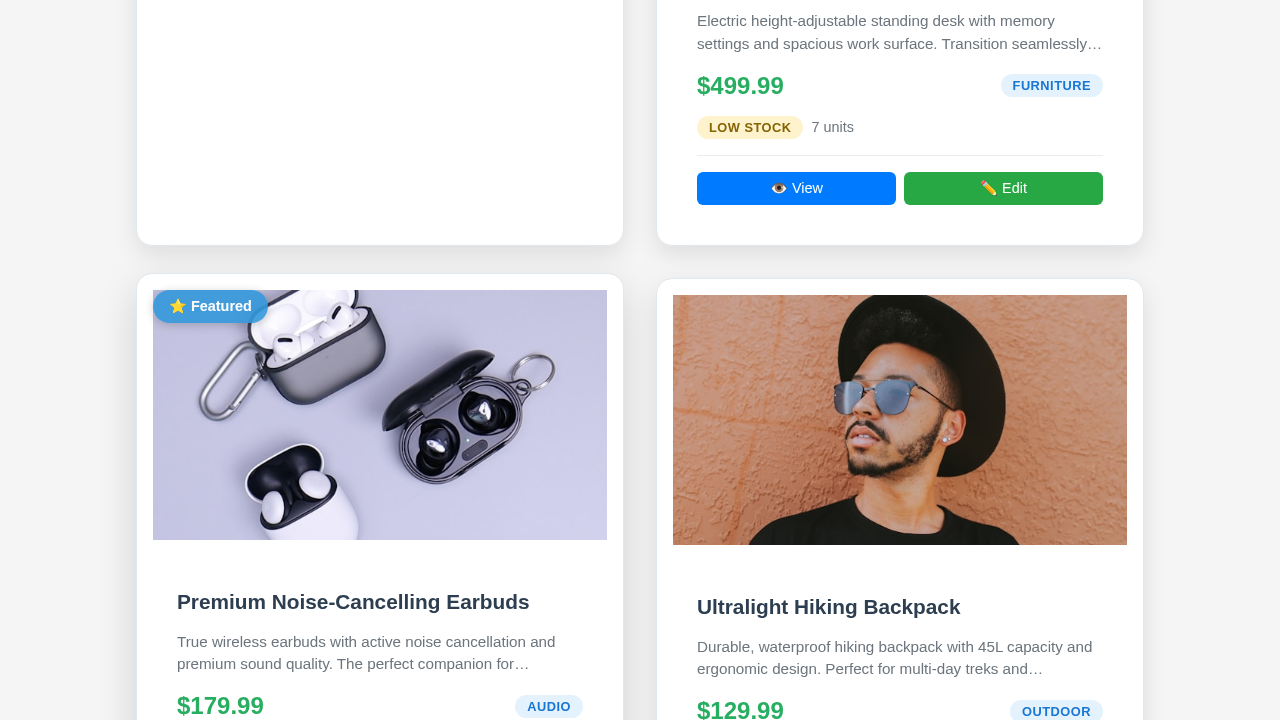 Electric height-adjustable standing desk with memory
settings and spacious work surface. Transition seamlessly…
$499.99
FURNITURE
LOW STOCK
7 units
👁️ View
✏️ Edit
⭐ Featured
Premium Noise-Cancelling Earbuds
True wireless earbuds with active noise cancellation and
premium sound quality. The perfect companion for…
$179.99
AUDIO
Ultralight Hiking Backpack
Durable, waterproof hiking backpack with 45L capacity and
ergonomic design. Perfect for multi-day treks and…
$129.99
OUTDOOR